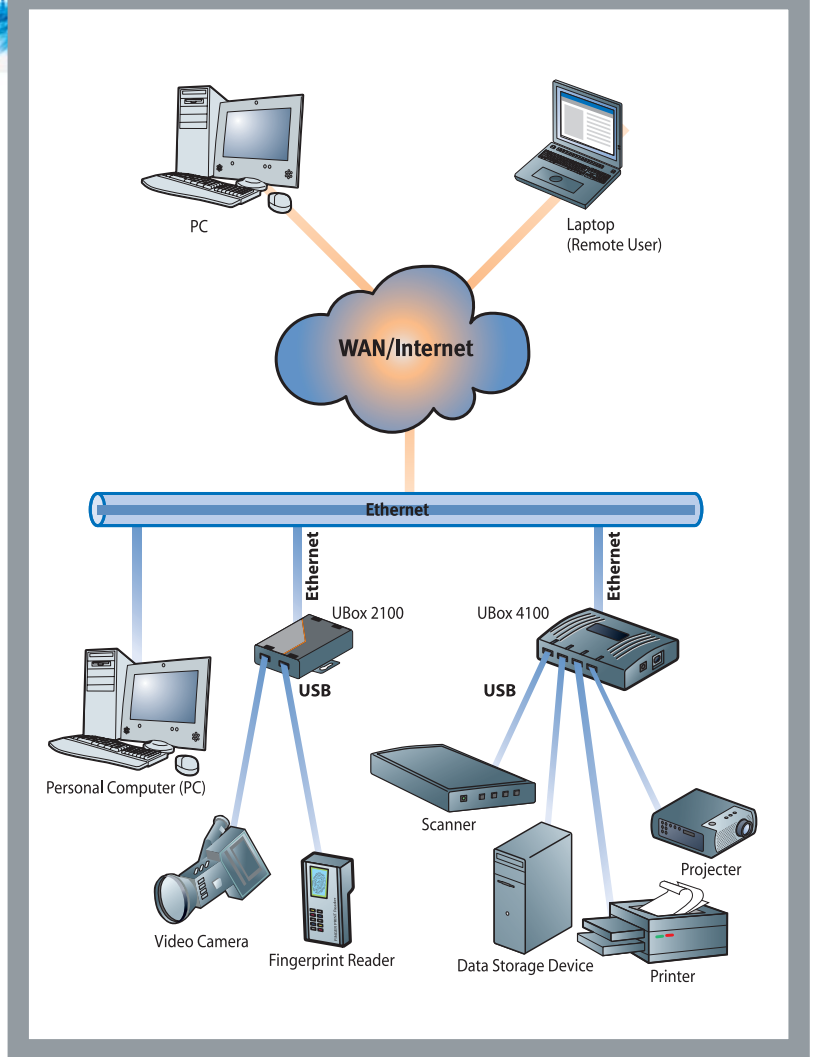 PC
Laptop
(Remote User)
WAN/Internet
Ethernet
Ethernet
Ethernet
UBox 2100
UBox 4100
USB
USB
Personal Computer (PC)
Scanner
Projecter
Video Camera
Fingerprint Reader
Data Storage Device
Printer